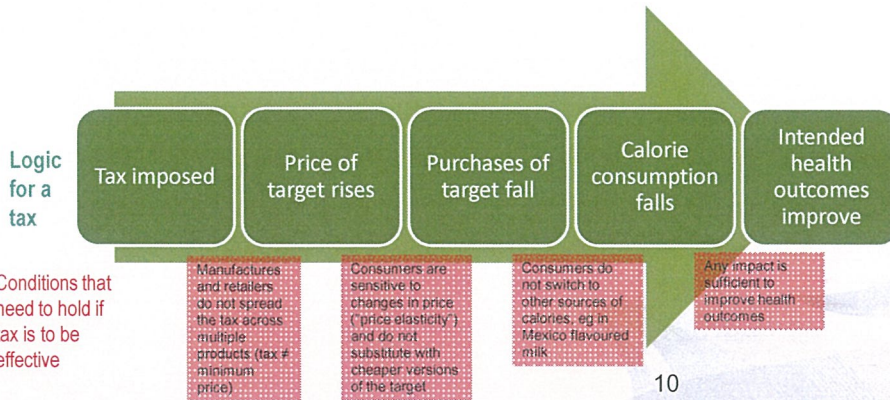 Logic
for a
tax
Tax imposed
Price of
target rises
Purchases of
target fall
Calorie
consumption
falls
Intended
health
outcomes
improve
Conditions that
need to hold if
tax is to be
effective
Manufactures
and retailers
do not spread
the tax across
multiple
products (tax ≠
minimum
price)
Consumers are
sensitive to
changes in price
("price elasticity")
and do not
substitute with
cheaper versions
of the target
Consumers do
not switch to
other sources of
calories, eg in
Mexico flavoured
milk
Any impact is
sufficient to
improve health
outcomes
10